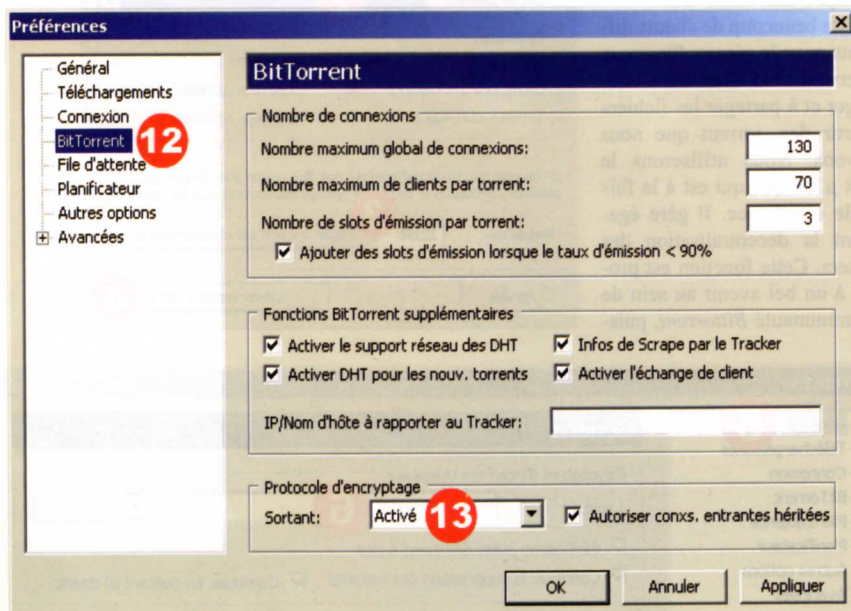 Préférences
Général
Téléchargements
Connexion
BitTorrent
12
File d'attente
Planificateur
Autres options
Avancées
BitTorrent
Nombre de connexions
Nombre maximum global de connexions: 130
Nombre maximum de clients par torrent: 70
Nombre de slots d'émission par torrent: 3
Ajouter des slots d'émission lorsque le taux d'émission < 90%
Fonctions BitTorrent supplémentaires
Activer le support réseau des DHT
Infos de Scrape par le Tracker
Activer DHT pour les nouv. torrents
Activer l'échange de client
IP/Nom d'hôte à rapporter au Tracker:
Protocole d'encryptage
Sortant: Activé
13
Autoriser conxs. entrantes héritées
OK
Annuler
Appliquer